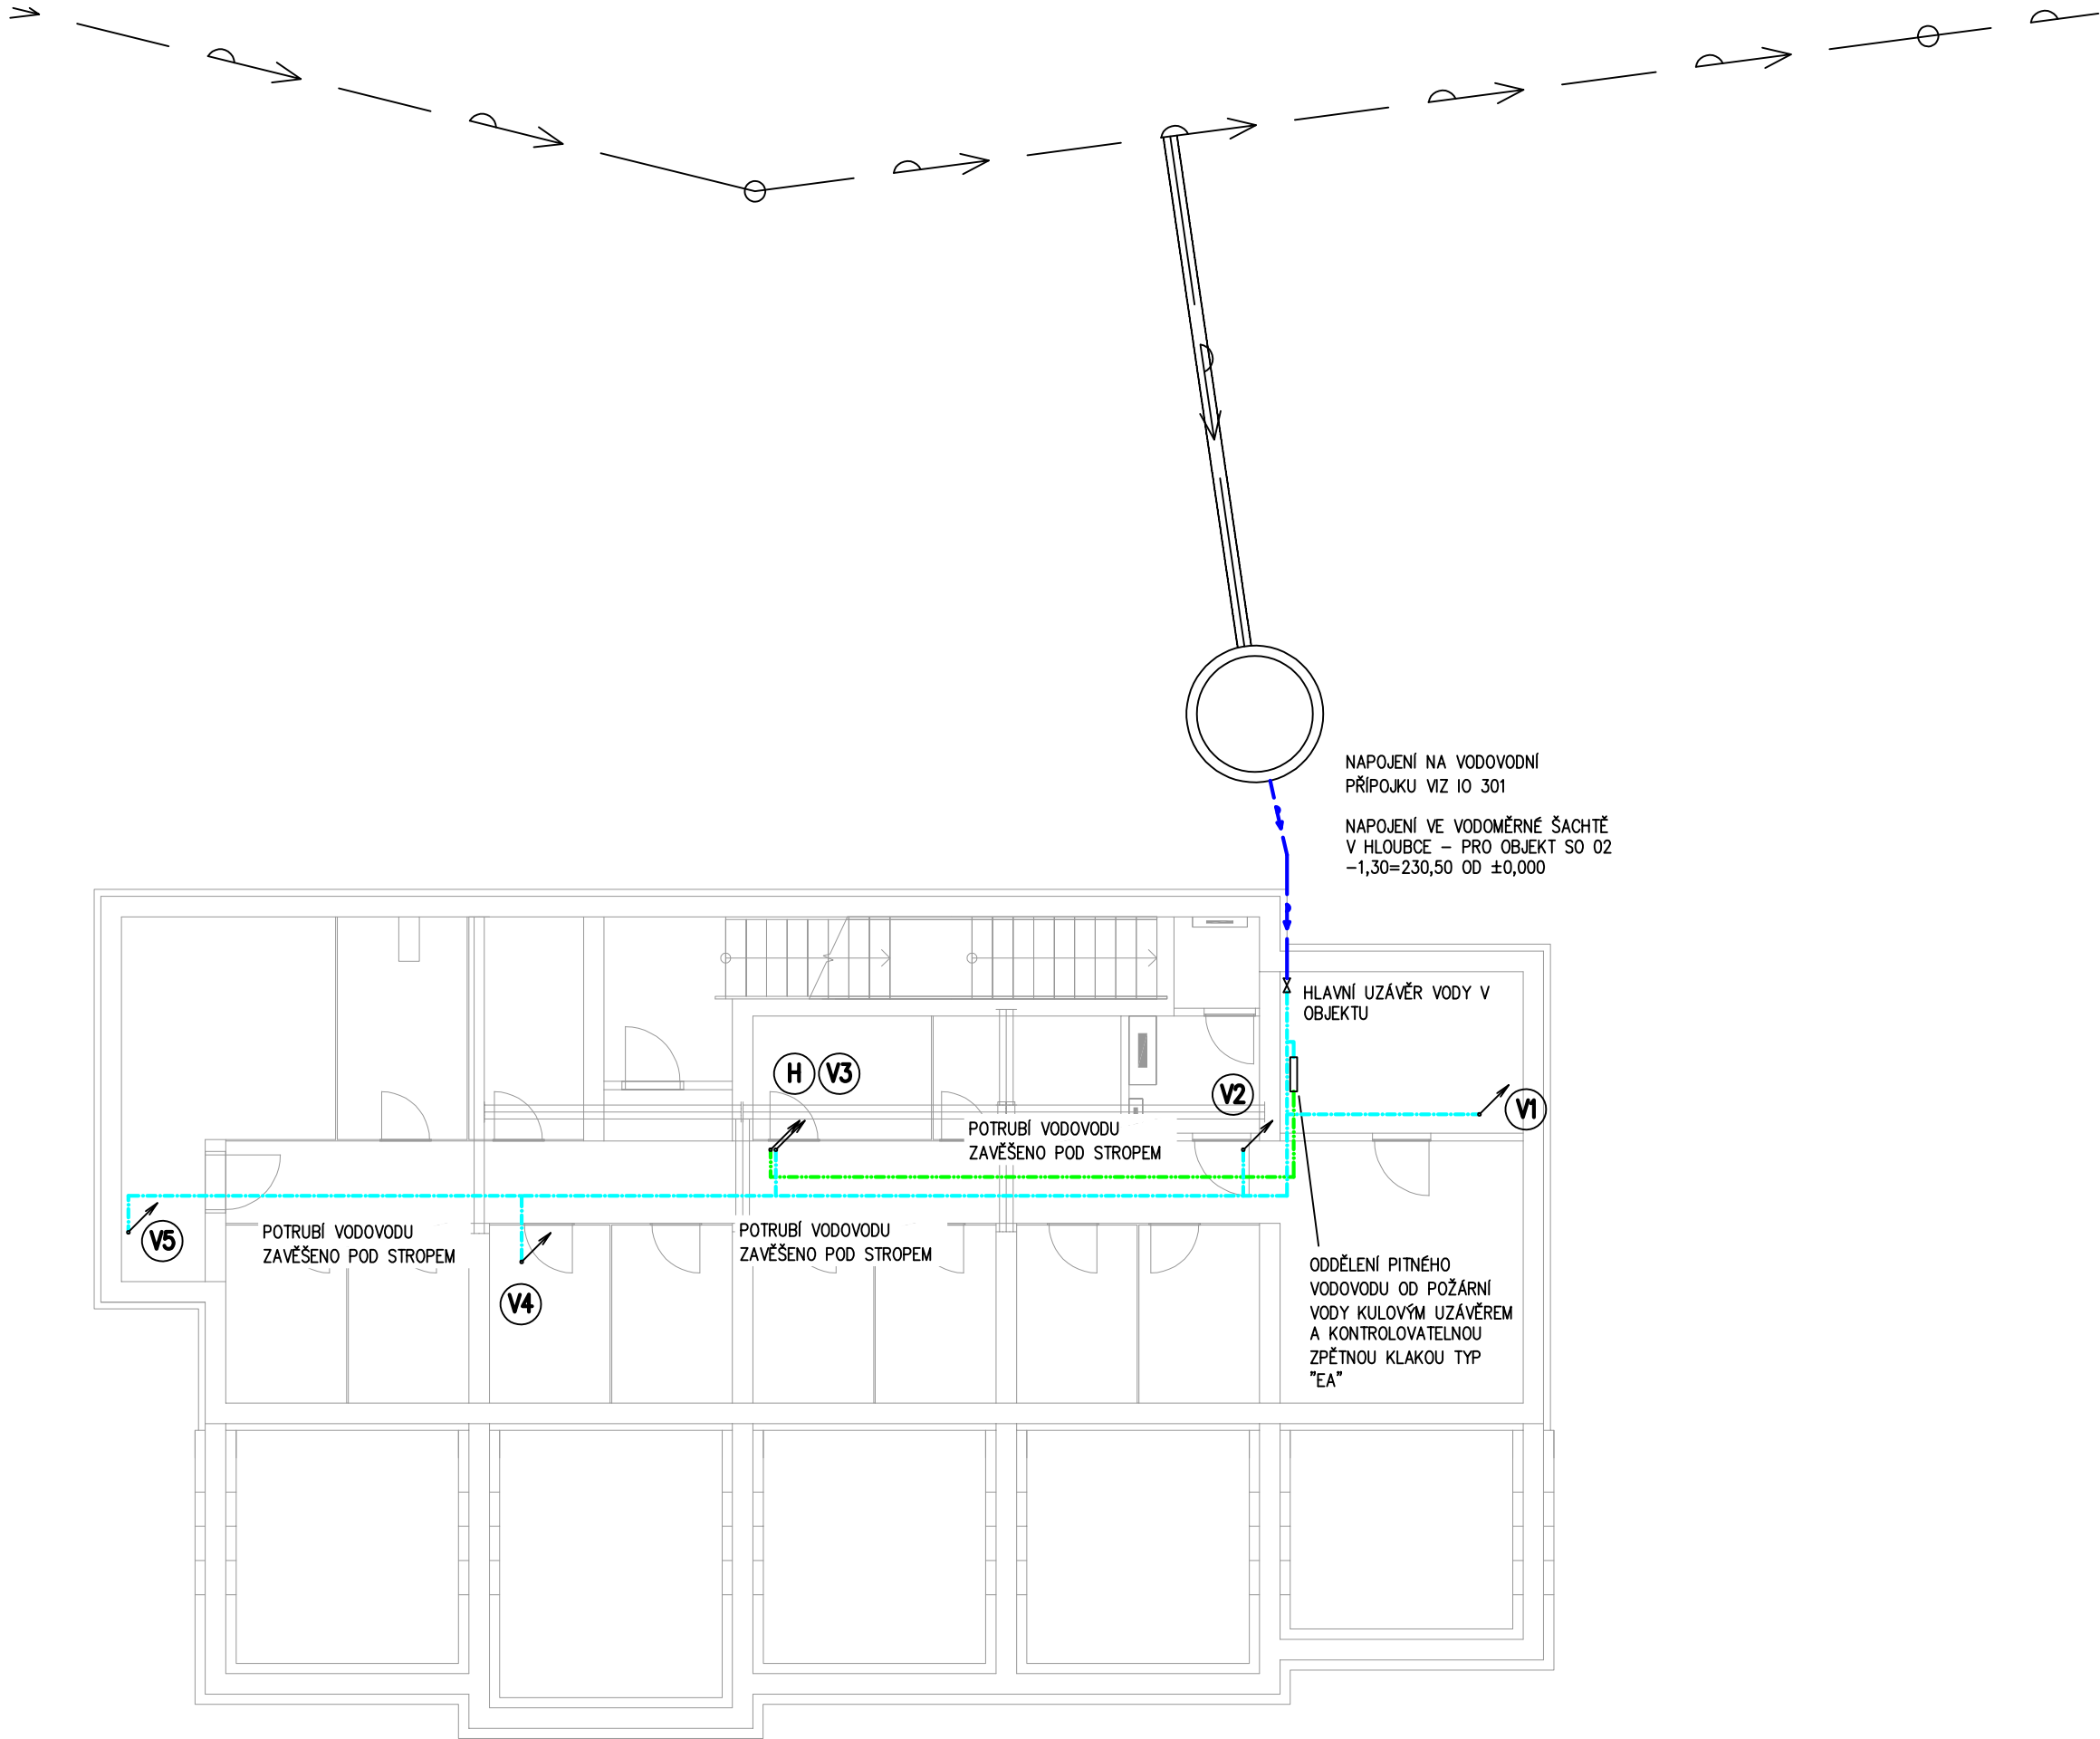 NAPOJENÍ NA VODOVODNÍ
PŘÍPOJKU VIZ IO 301
NAPOJENÍ VE VODOMĚRNÉ ŠACHTĚ
V HLOUBCE – PRO OBJEKT SO 02
–1,30=230,50 OD ±0,000
HLAVNÍ UZÁVĚR VODY V
OBJEKTU
H
V3
V2
V1
POTRUBÍ VODOVODU
ZAVĚŠENO POD STROPEM
V5
POTRUBÍ VODOVODU
ZAVĚŠENO POD STROPEM
POTRUBÍ VODOVODU
ZAVĚŠENO POD STROPEM
V4
ODDĚLENÍ PITNÉHO
VODOVODU OD POŽÁRNÍ
VODY KULOVÝM UZÁVĚREM
A KONTROLOVATELNOU
ZPĚTNOU KLAKOU TYP
"EA"